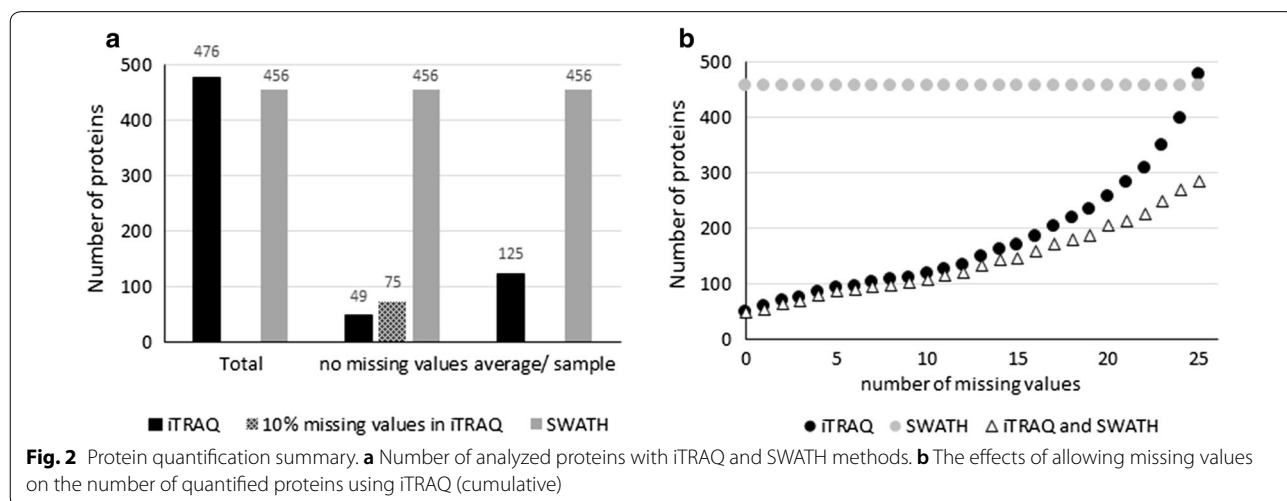 a
476
456
456
456
500
400
300
200
100
0
49
75
125
Number of proteins
Total no missing values average/ sample
iTRAQ 10% missing values in iTRAQ SWATH
b
500
400
300
200
100
0
Number of proteins
0 5 10 15 20 25
number of missing values
iTRAQ SWATH iTRAQ and SWATH
Fig. 2 Protein quantification summary. a Number of analyzed proteins with iTRAQ and SWATH methods. b The effects of allowing missing values
on the number of quantified proteins using iTRAQ (cumulative)